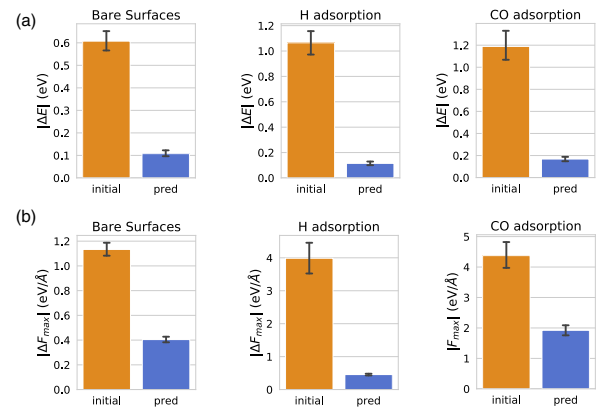 (a)
Bare Surfaces
0.6
0.5
0.4
0.3
0.2
0.1
0.0
|ΔE| (eV)
initial pred
H adsorption
1.2
1.0
0.8
0.6
0.4
0.2
0.0
|ΔE| (eV)
initial pred
CO adsorption
1.2
1.0
0.8
0.6
0.4
0.2
0.0
|ΔE| (eV)
initial pred
(b)
Bare Surfaces
1.2
1.0
0.8
0.6
0.4
0.2
0.0
|ΔFmax| (eV/Å)
initial pred
H adsorption
4
2
0
|ΔFmax| (eV/Å)
initial pred
CO adsorption
5
4
3
2
1
0
|Fmax| (eV/Å)
initial pred